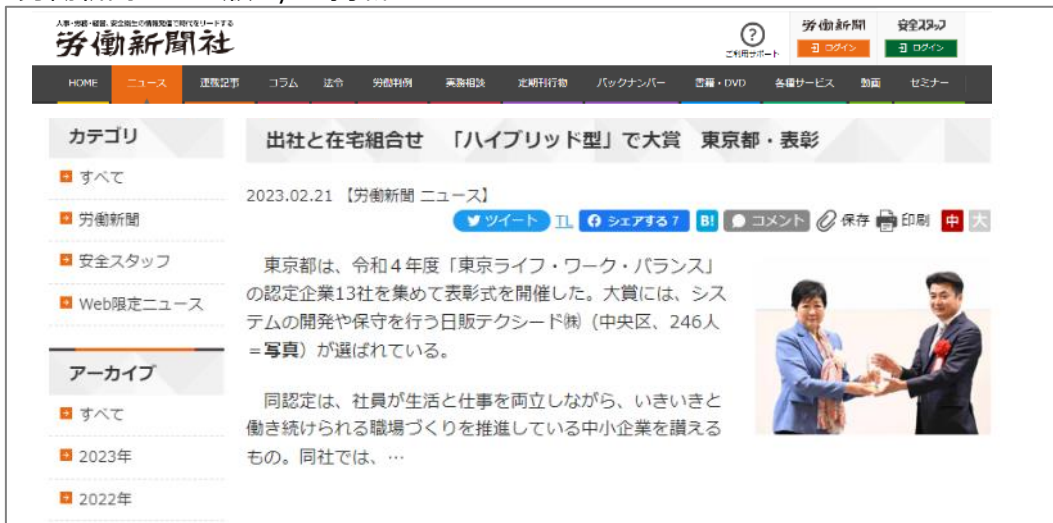 人事・労務・経営、安全衛生の情報発信で時代をリードする
労働新聞社
ご利用サポート
労働新聞
ログイン
安全スタッフ
ログイン
HOME
ニュース
連載記事
コラム
法令
労働判例
実務相談
定期刊行物
バックナンバー
書籍・DVD
各種サービス
動画
セミナー
カテゴリ
すべて
労働新聞
安全スタッフ
Web限定ニュース
アーカイブ
すべて
2023年
2022年
出社と在宅組合せ 「ハイブリッド型」で大賞 東京都・表彰
2023.02.21 【労働新聞 ニュース】
ツイート TL シェアする 7 B! コメント 保存 印刷 中 大
東京都は、令和4年度「東京ライフ・ワーク・バランス」
の認定企業13社を集めて表彰式を開催した。大賞には、シス
テムの開発や保守を行う日販テクシード㈱（中央区、246人
=写真）が選ばれている。
同認定は、社員が生活と仕事を両立しながら、いきいきと
働き続けられる職場づくりを推進している中小企業を讃える
もの。同社では、…